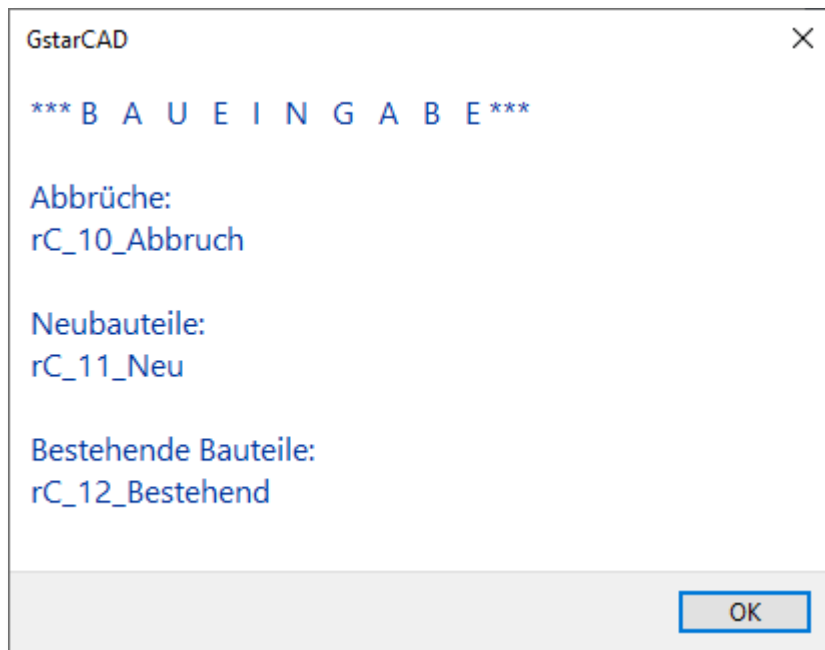 GstarCAD
*** B A U E I N G A B E ***
Abbrüche:
rC_10_Abbruch
Neubauteile:
rC_11_Neu
Bestehende Bauteile:
rC_12_Bestehend
OK